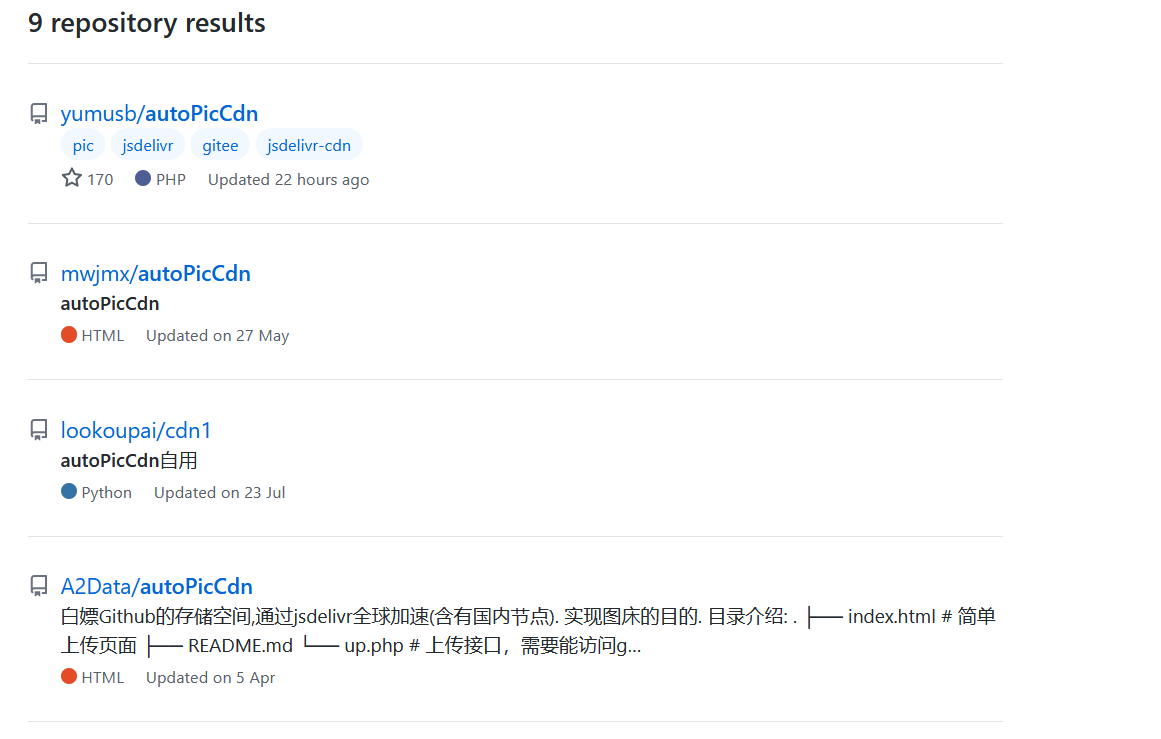 9 repository results
yumusb/autoPicCdn
pic jsdelivr gitee jsdelivr-cdn
170 PHP Updated 22 hours ago
mwjmx/autoPicCdn
autoPicCdn
HTML Updated on 27 May
lookoupai/cdn1
autoPicCdn自用
Python Updated on 23 Jul
A2Data/autoPicCdn
白嫖Github的存储空间,通过jsdelivr全球加速(含有国内节点). 实现图床的目的. 目录介绍: . ├── index.html # 简单
上传页面 ├── README.md └── up.php # 上传接口，需要能访问g...
HTML Updated on 5 Apr